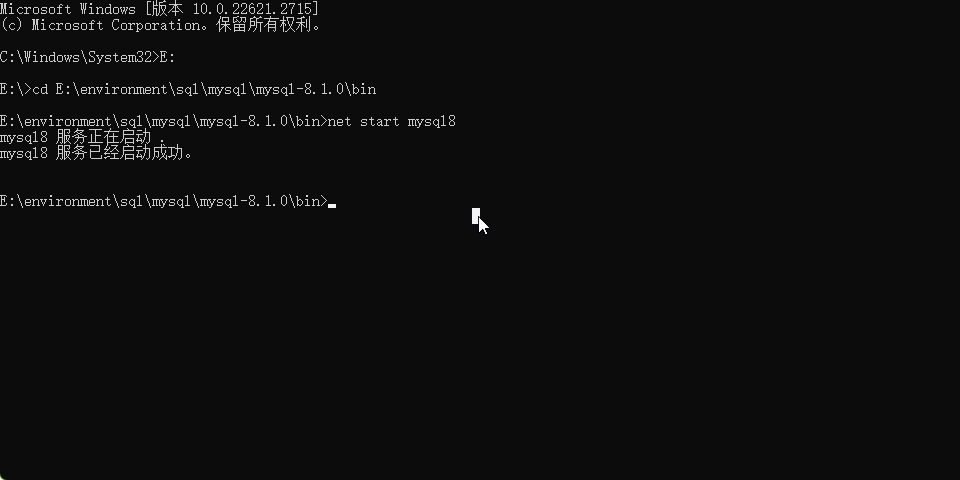 Microsoft Windows [版本 10.0.22621.2715]
(c) Microsoft Corporation。保留所有权利。
C:\Windows\System32>E:
E:\>cd E:\environment\sql\mysql\mysql-8.1.0\bin
E:\environment\sql\mysql\mysql-8.1.0\bin>net start mysql8
mysql8 服务正在启动 .
mysql8 服务已经启动成功。
E:\environment\sql\mysql\mysql-8.1.0\bin>